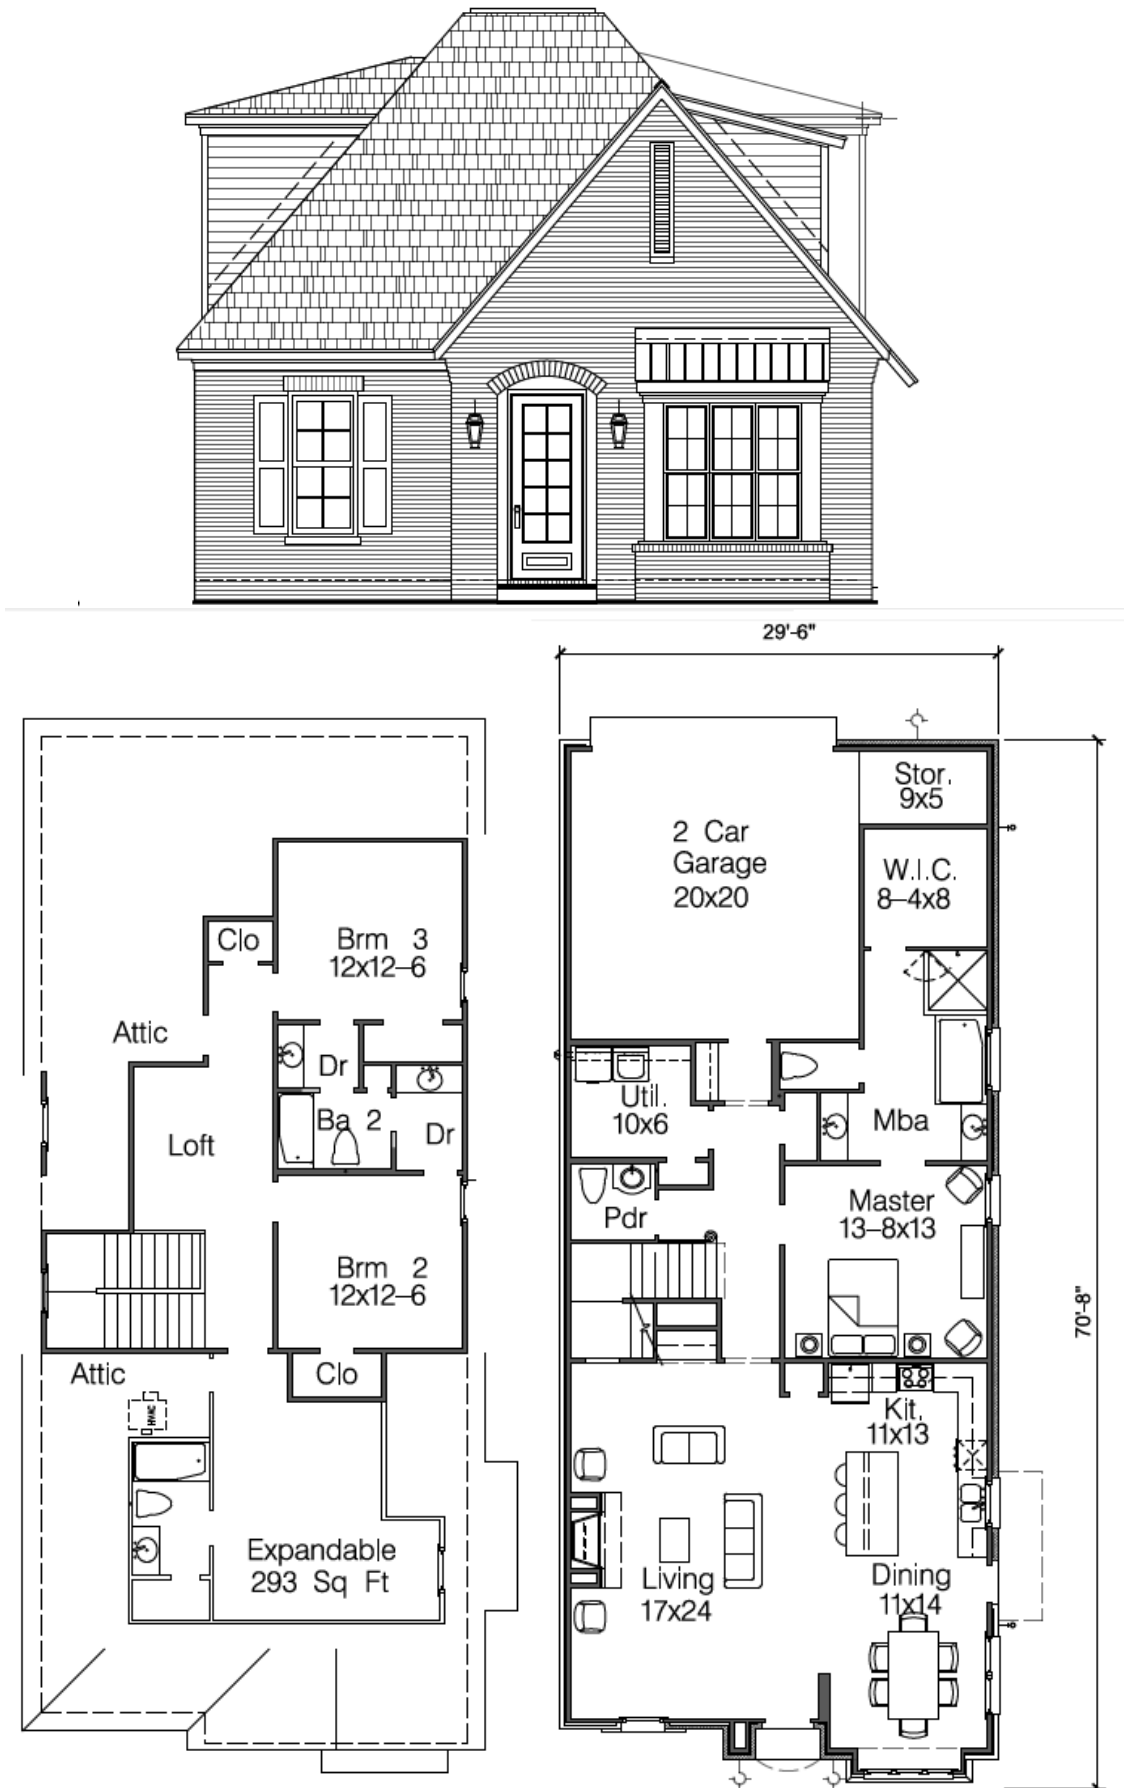 29'-6"
Stor.
9x5
2 Car
Garage
20x20
W.I.C.
8-4x8
Clo
Brm 3
12x12-6
Attic
Dr
Util.
10x6
Ba 2
Dr
Mba
Loft
Master
13-8x13
Pdr
Brm 2
12x12-6
70'-8"
Attic
Clo
HVAC
Kit.
11x13
Expandable
293 Sq Ft
Living
17x24
Dining
11x14